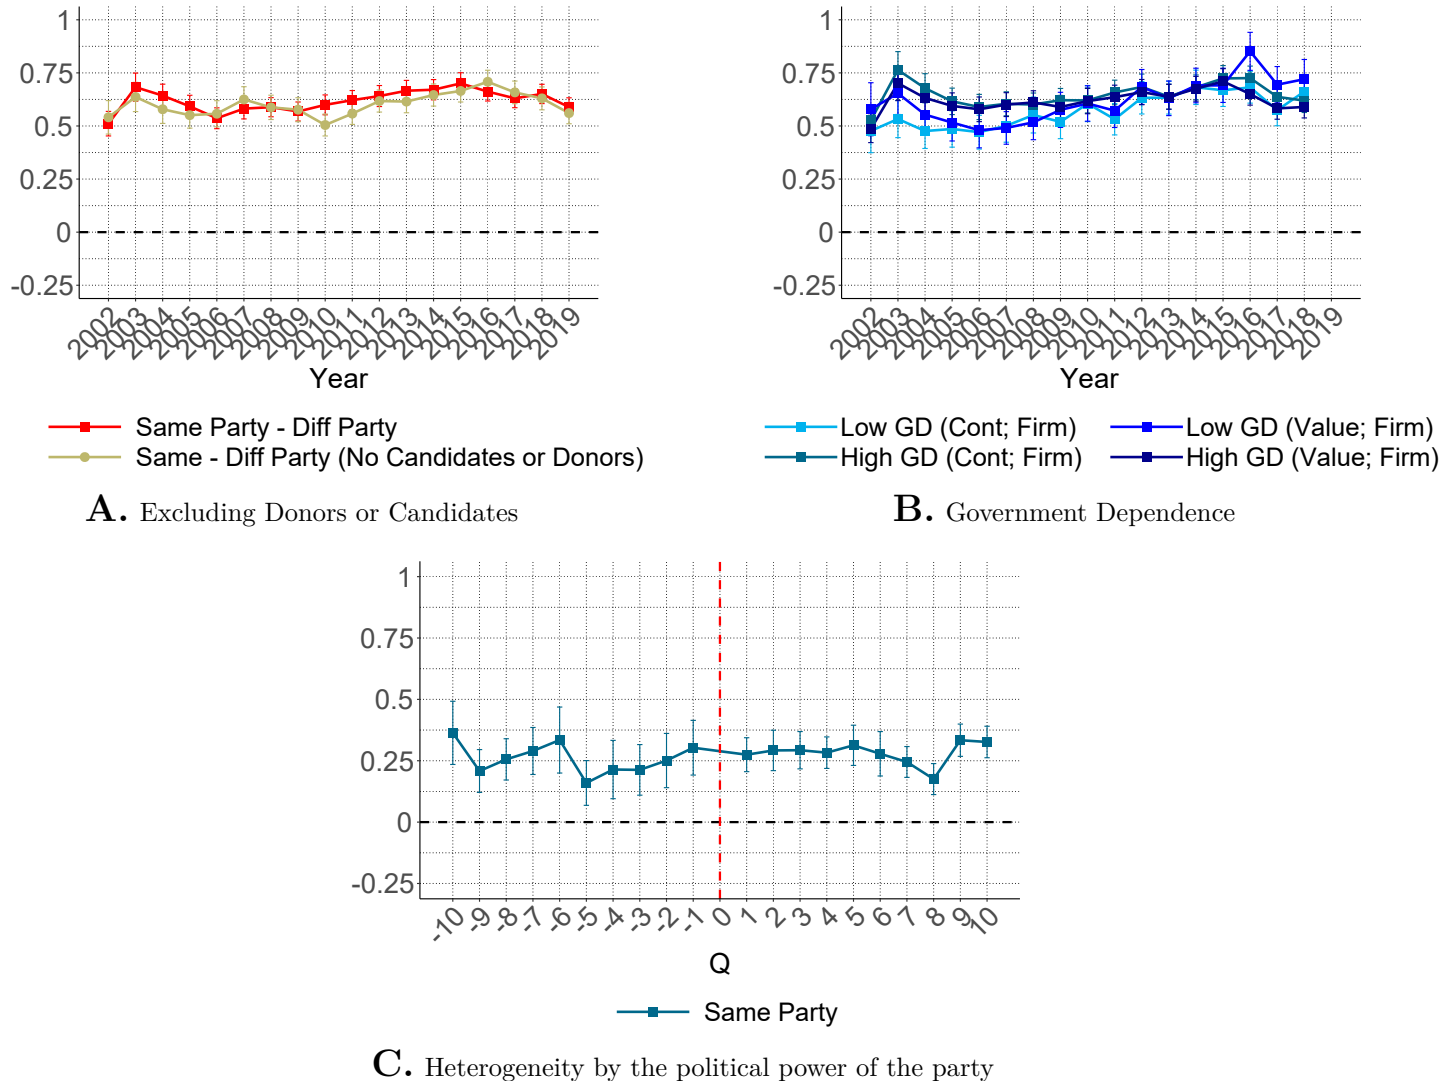 1
0.75
0.5
0.25
0
-0.25
2002 2003 2004 2005 2006 2007 2008 2009 2010 2011 2012 2013 2014 2015 2016 2017 2018 2019
Year
Same Party - Diff Party
Same - Diff Party (No Candidates or Donors)
A. Excluding Donors or Candidates
1
0.75
0.5
0.25
0
-0.25
2002 2003 2004 2005 2006 2007 2008 2009 2010 2011 2012 2013 2014 2015 2016 2017 2018 2019
Year
Low GD (Cont; Firm) Low GD (Value; Firm)
High GD (Cont; Firm) High GD (Value; Firm)
B. Government Dependence
1
0.75
0.5
0.25
0
-0.25
-10 -9 -8 -7 -6 -5 -4 -3 -2 -1 0 1 2 3 4 5 6 7 8 9 10
Q
Same Party
C. Heterogeneity by the political power of the party